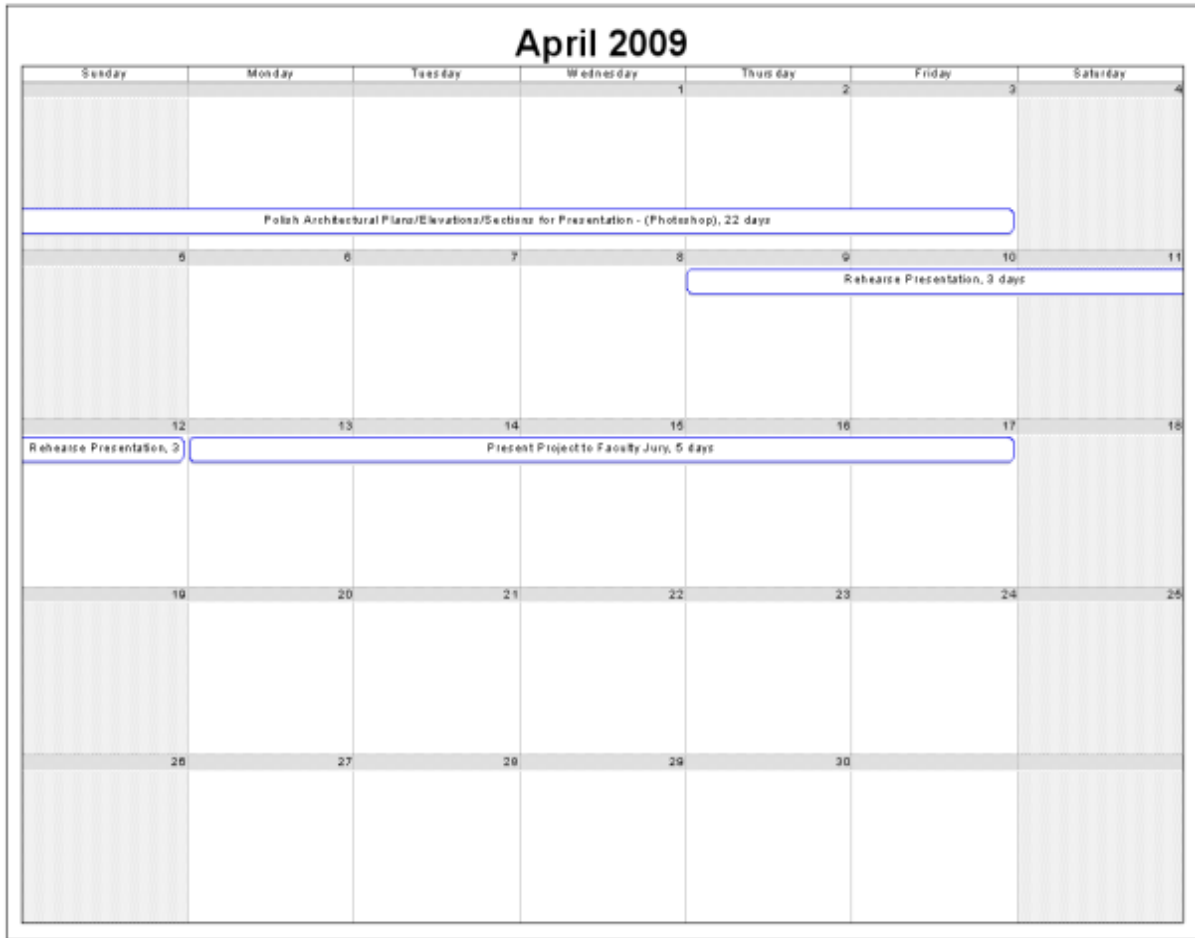 April 2009
Sunday Monday Tuesday Wednesday Thursday Friday Saturday
1 2 3 4
Polish Architectural Plans/Elevations/Sections for Presentation - (Photoshop), 22 days
5 6 7 8 9 10 11
Rehearse Presentation, 3 days
12 13 14 15 16 17 18
Rehearse Presentation, 3 Present Project to Faculty Jury, 5 days
19 20 21 22 23 24 25
26 27 28 29 30